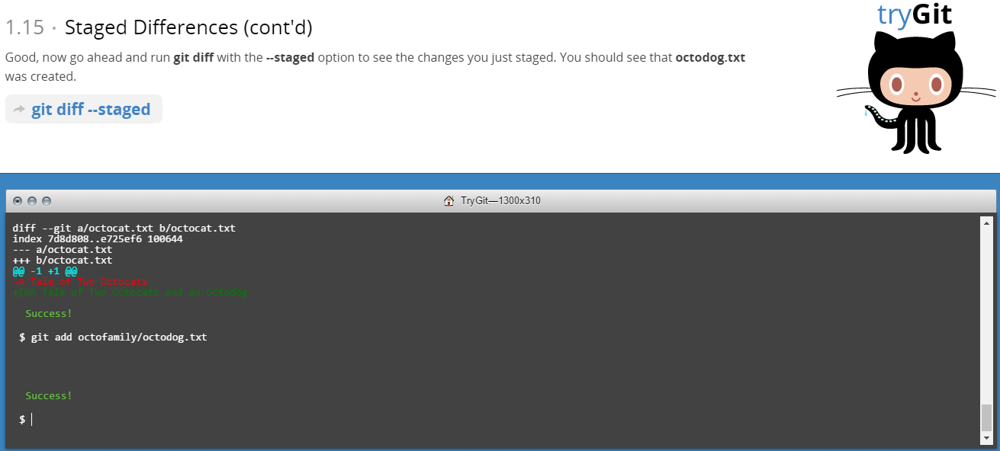 tryGit
1.15 · Staged Differences (cont'd)
Good, now go ahead and run git diff with the --staged option to see the changes you just staged. You should see that octodog.txt
was created.
git diff --staged
TryGit—1300x310
diff --git a/octocat.txt b/octocat.txt
index 7d8d808..e725ef6 100644
--- a/octocat.txt
+++ b/octocat.txt
@@ -1 +1 @@
-A Tale of Two Octocats
+[mA Tale of Two Octocats and an Octodog
Success!
$ git add octofamily/octodog.txt
Success!
$